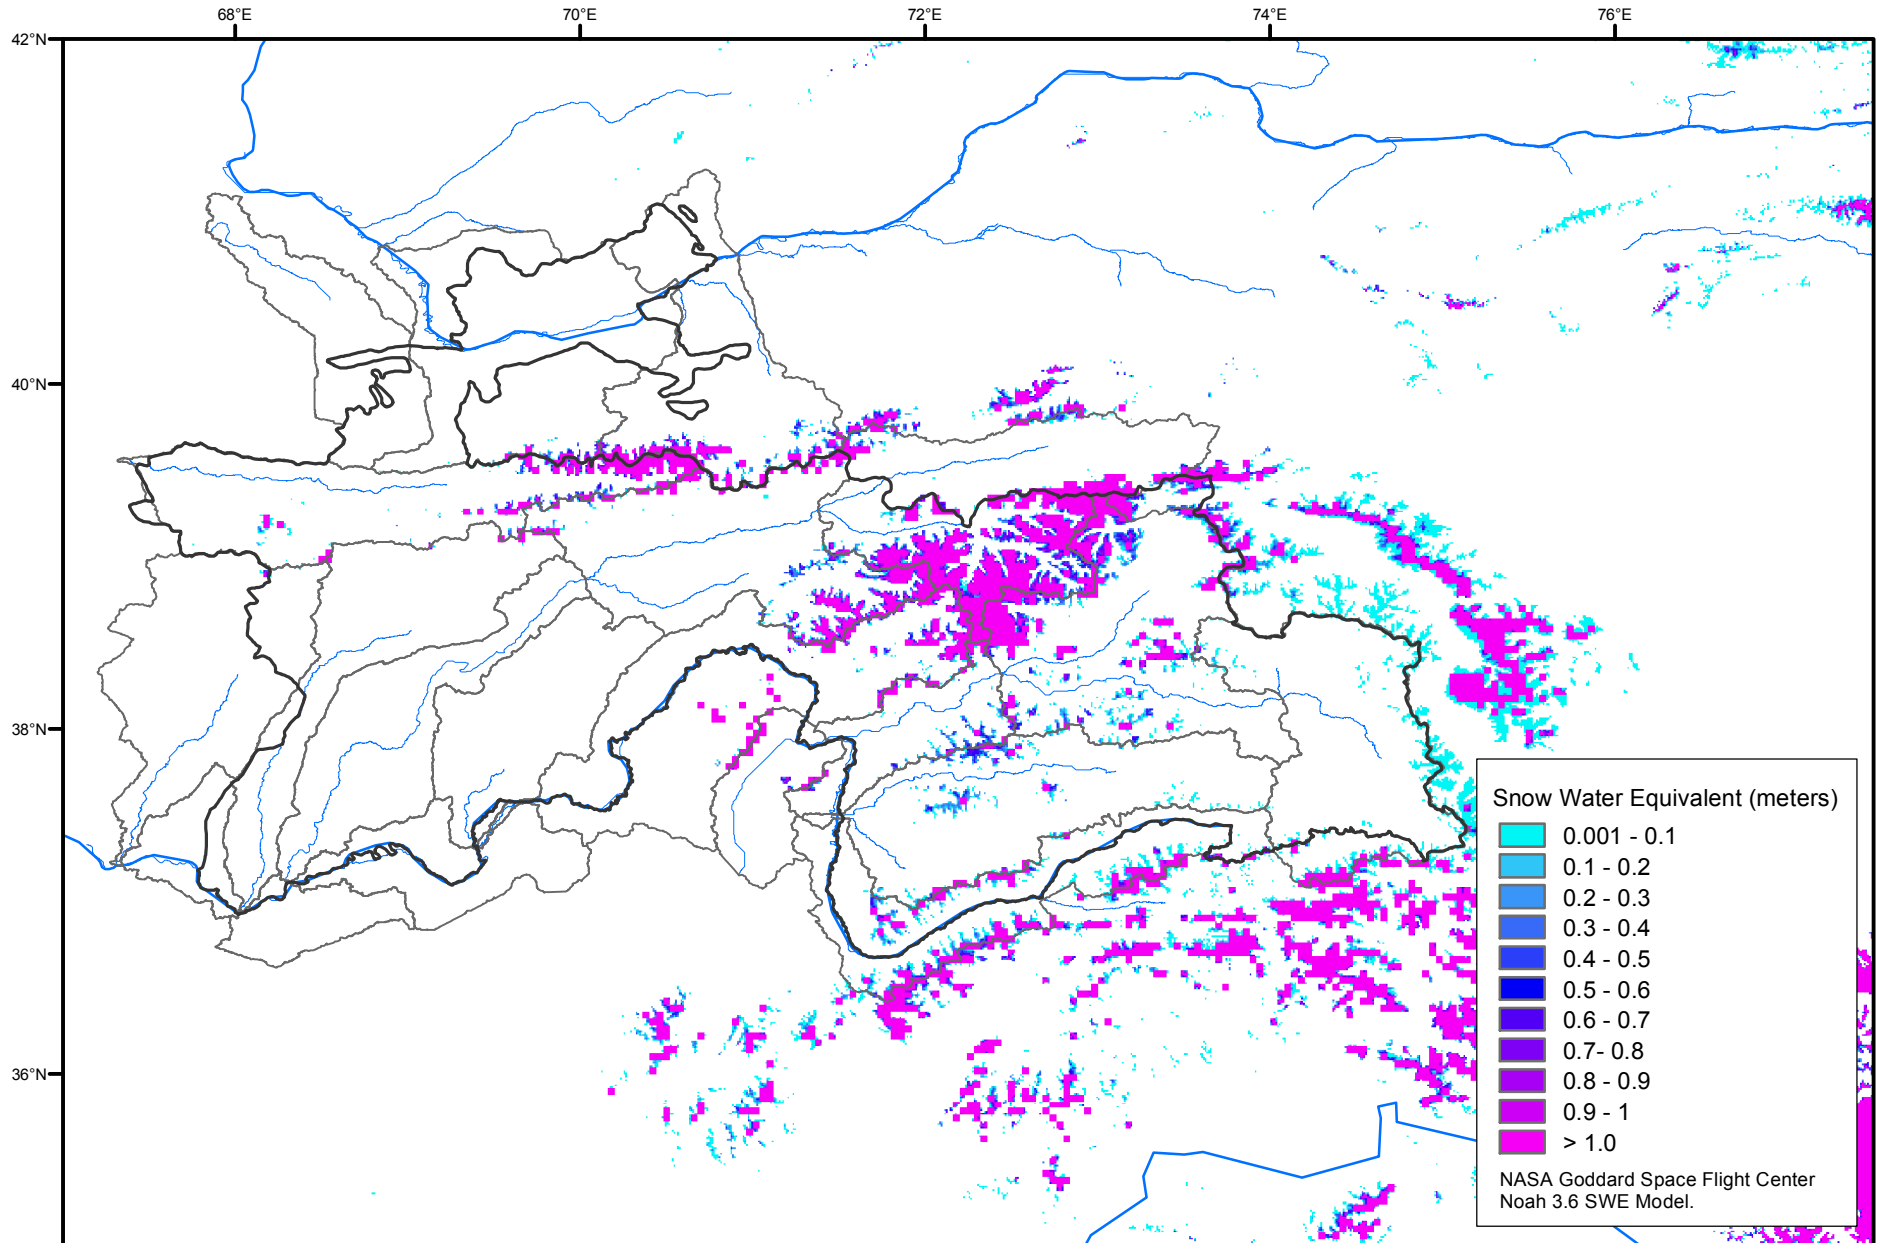 68°E
70°E
72°E
74°E
76°E
42°N
40°N
38°N
36°N
Snow Water Equivalent (meters)
0.001 - 0.1
0.1 - 0.2
0.2 - 0.3
0.3 - 0.4
0.4 - 0.5
0.5 - 0.6
0.6 - 0.7
0.7- 0.8
0.8 - 0.9
0.9 - 1
> 1.0
NASA Goddard Space Flight Center
Noah 3.6 SWE Model.